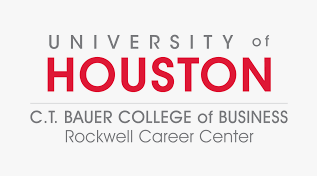 UNIVERSITY of
HOUSTON
C.T. BAUER COLLEGE of BUSINESS
Rockwell Career Center